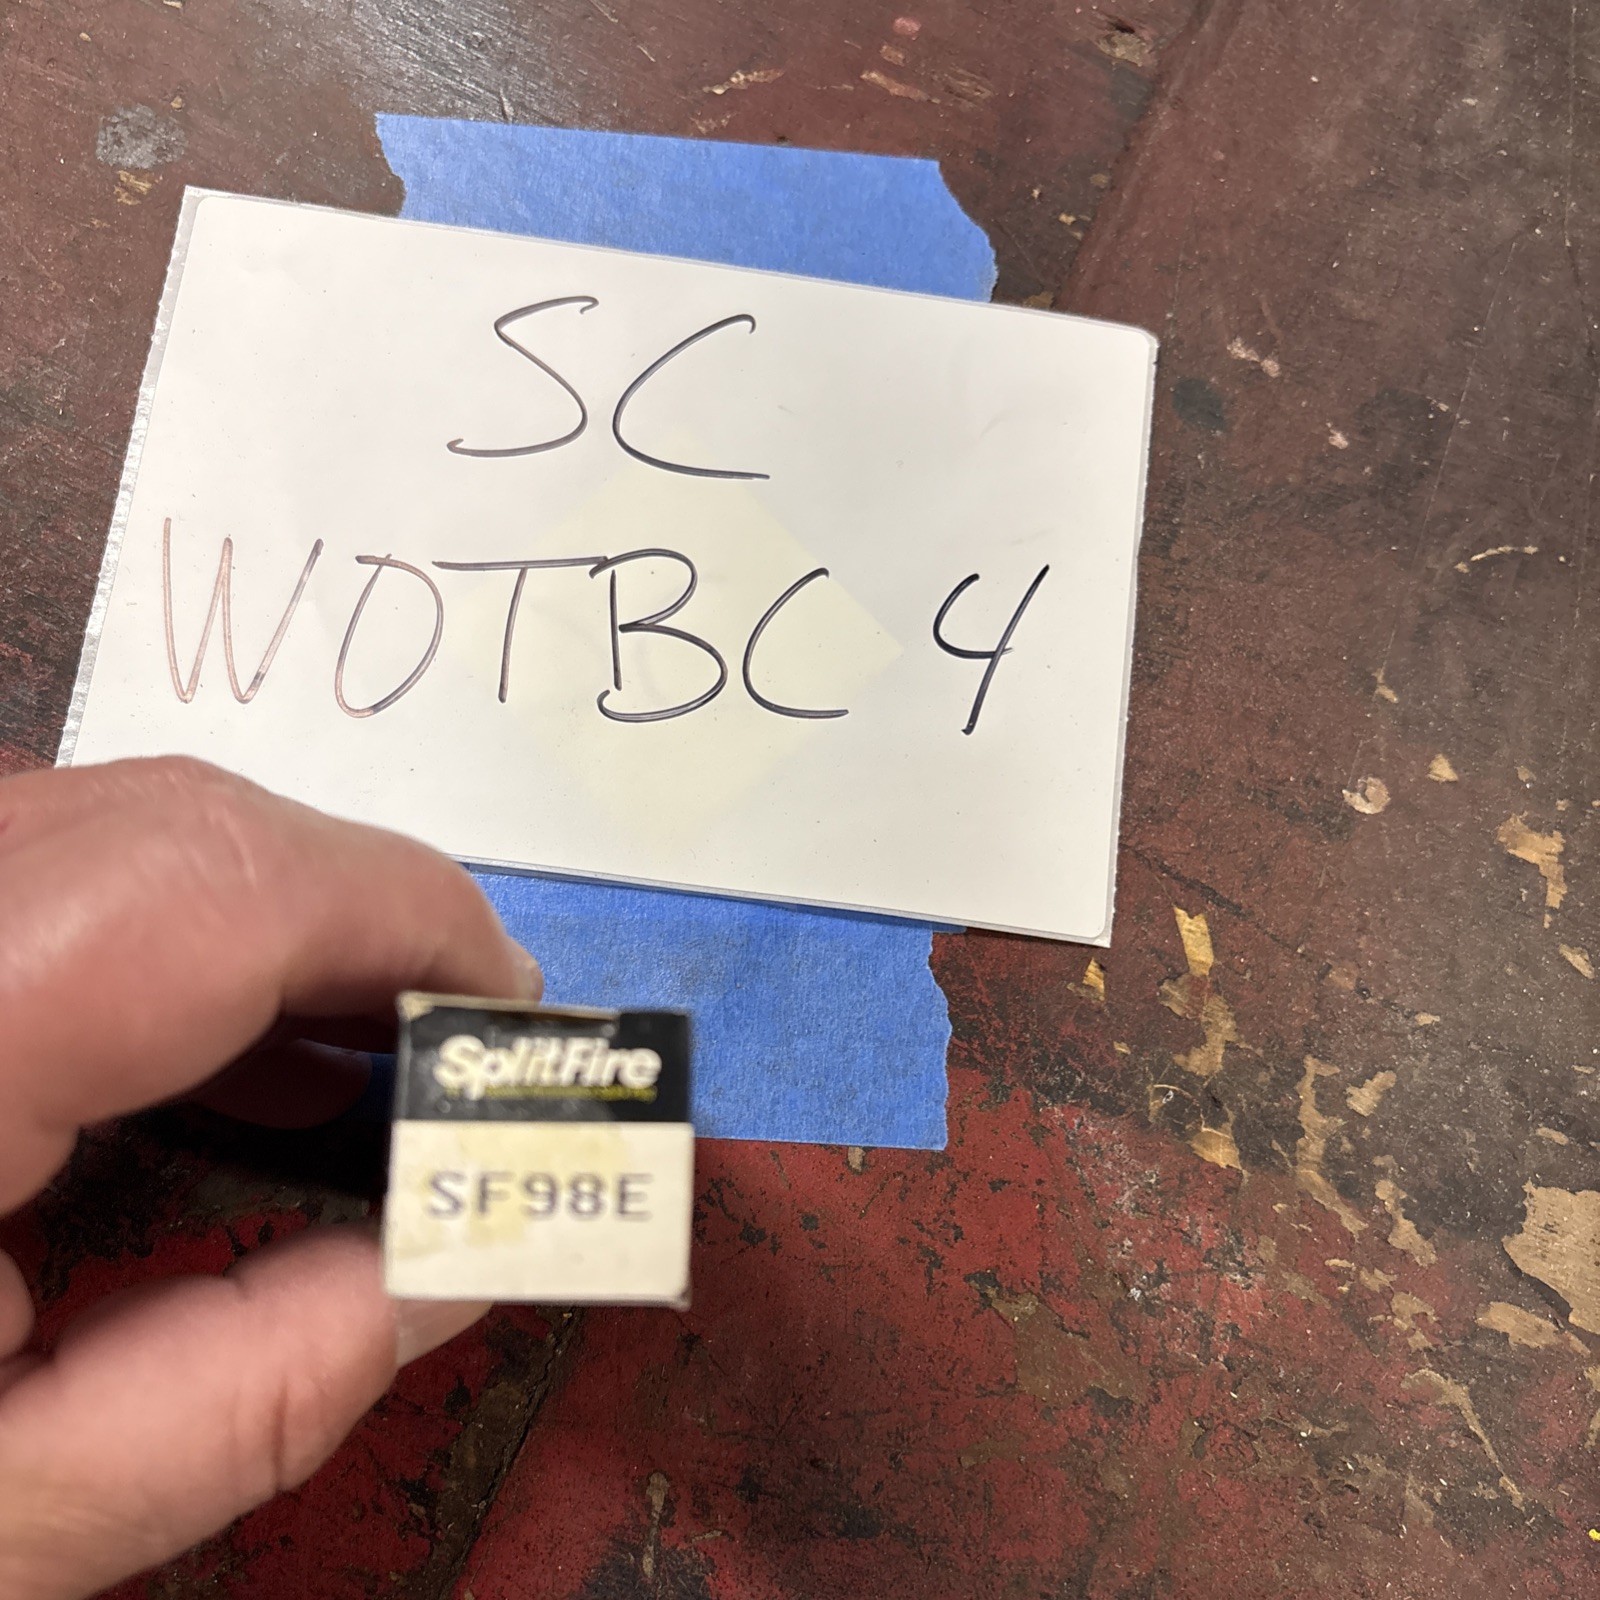 SC
WOTBC 4
SplitFire
SF98E